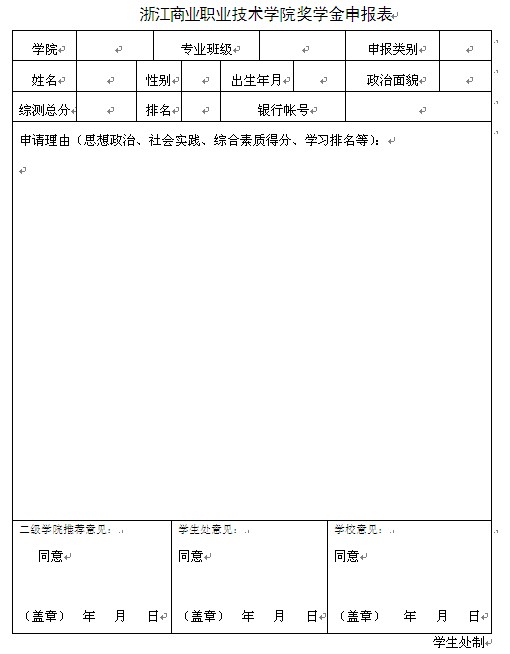 浙江商业职业技术学院奖学金申报表
学院 专业班级 申报类别
姓名 性别 出生年月 政治面貌
综测总分 排名 银行帐号
申请理由（思想政治、社会实践、综合素质得分、学习排名等）：
二级学院推荐意见： 学生处意见： 学校意见：
同意 同意 同意
（盖章） 年 月 日 （盖章） 年 月 日 （盖章） 年 月 日
学生处制